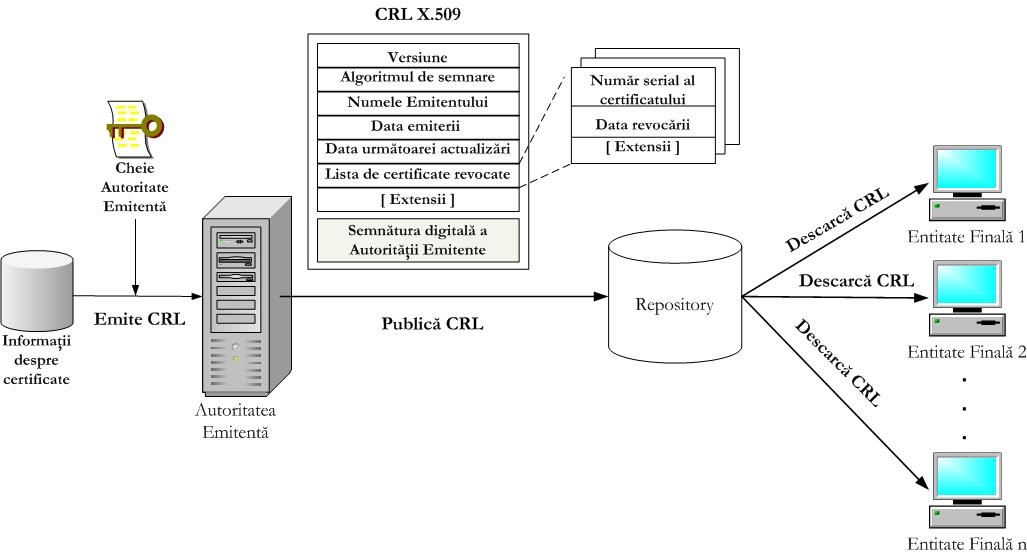 CRL X.509
Versiune
Algoritmul de semnare
Numele Emitentului
Data emiterii
Data următoarei actualizări
Lista de certificate revocate
[ Extensii ]
Semnătura digitală a
Autorității Emitente
Număr serial al
certificatului
Data revocării
[ Extensii ]
Cheie
Autoritate
Emitentă
Informații
despre
certificate
Emite CRL
Autoritatea
Emitentă
Publică CRL
Repository
Descarcă CRL
Descarcă CRL
Descarcă CRL
Entitate Finală 1
Entitate Finală 2
.
.
.
Entitate Finală n